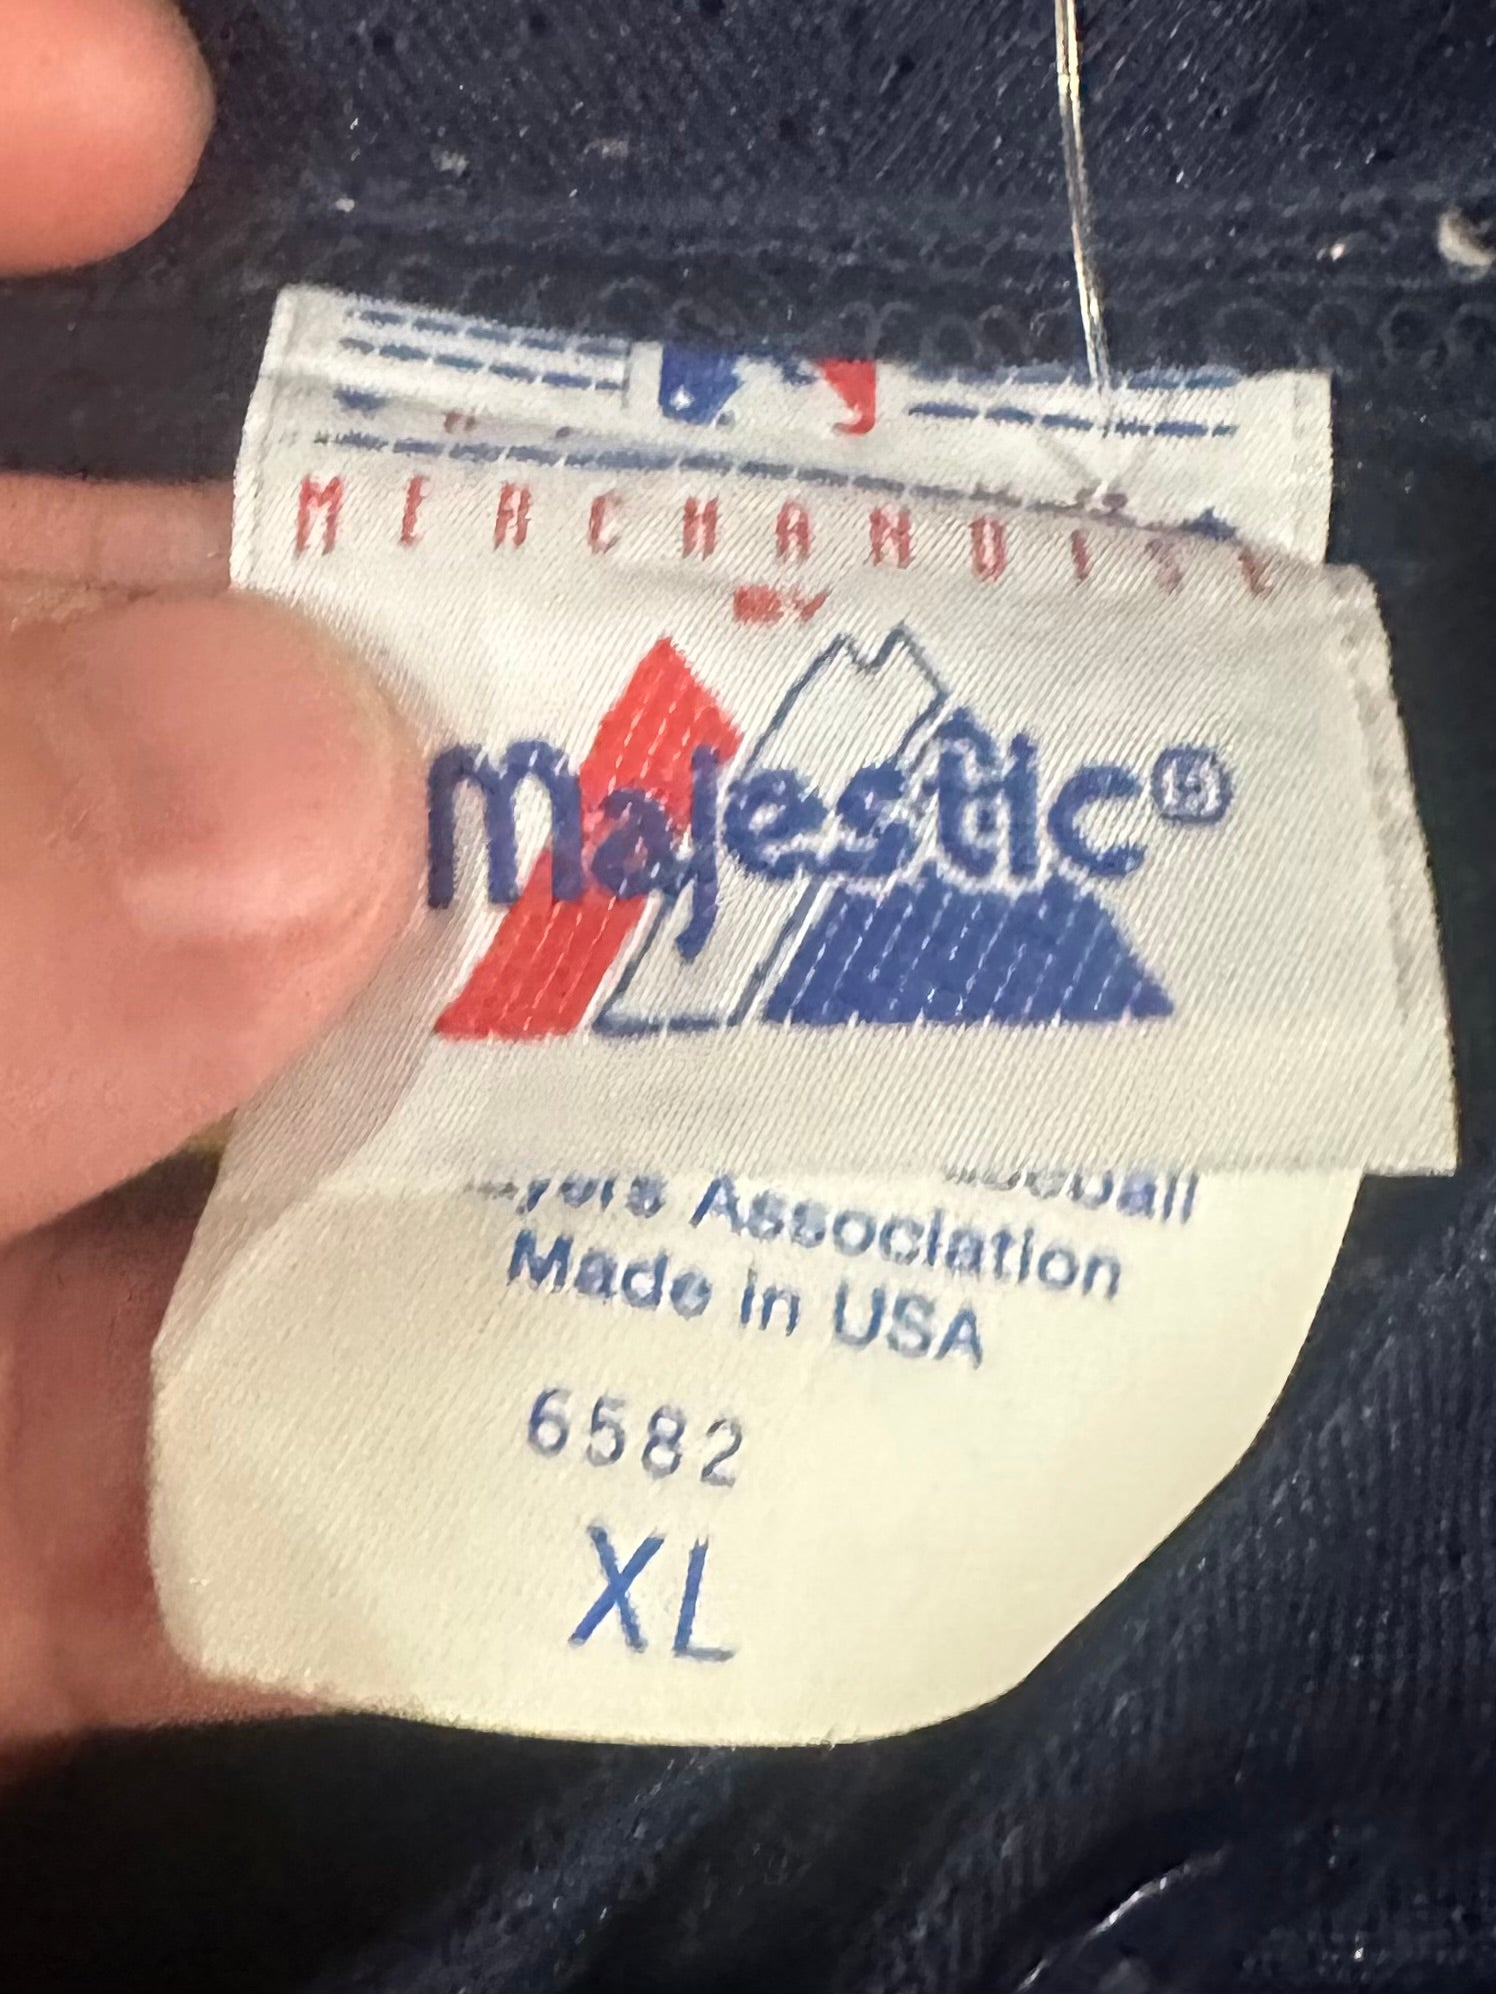 MERCHANDISE
BY
Majestic®
Association
Made in USA
6582
XL